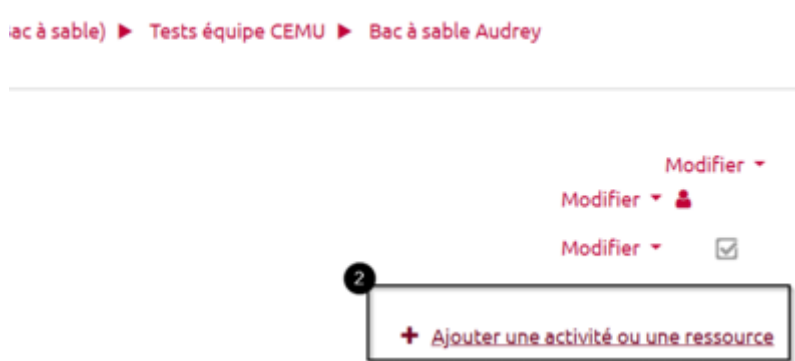 ac à sable) ▶ Tests équipe CEMU ▶ Bac à sable Audrey
Modifier
Modifier
Modifier
2
+ Ajouter une activité ou une ressource